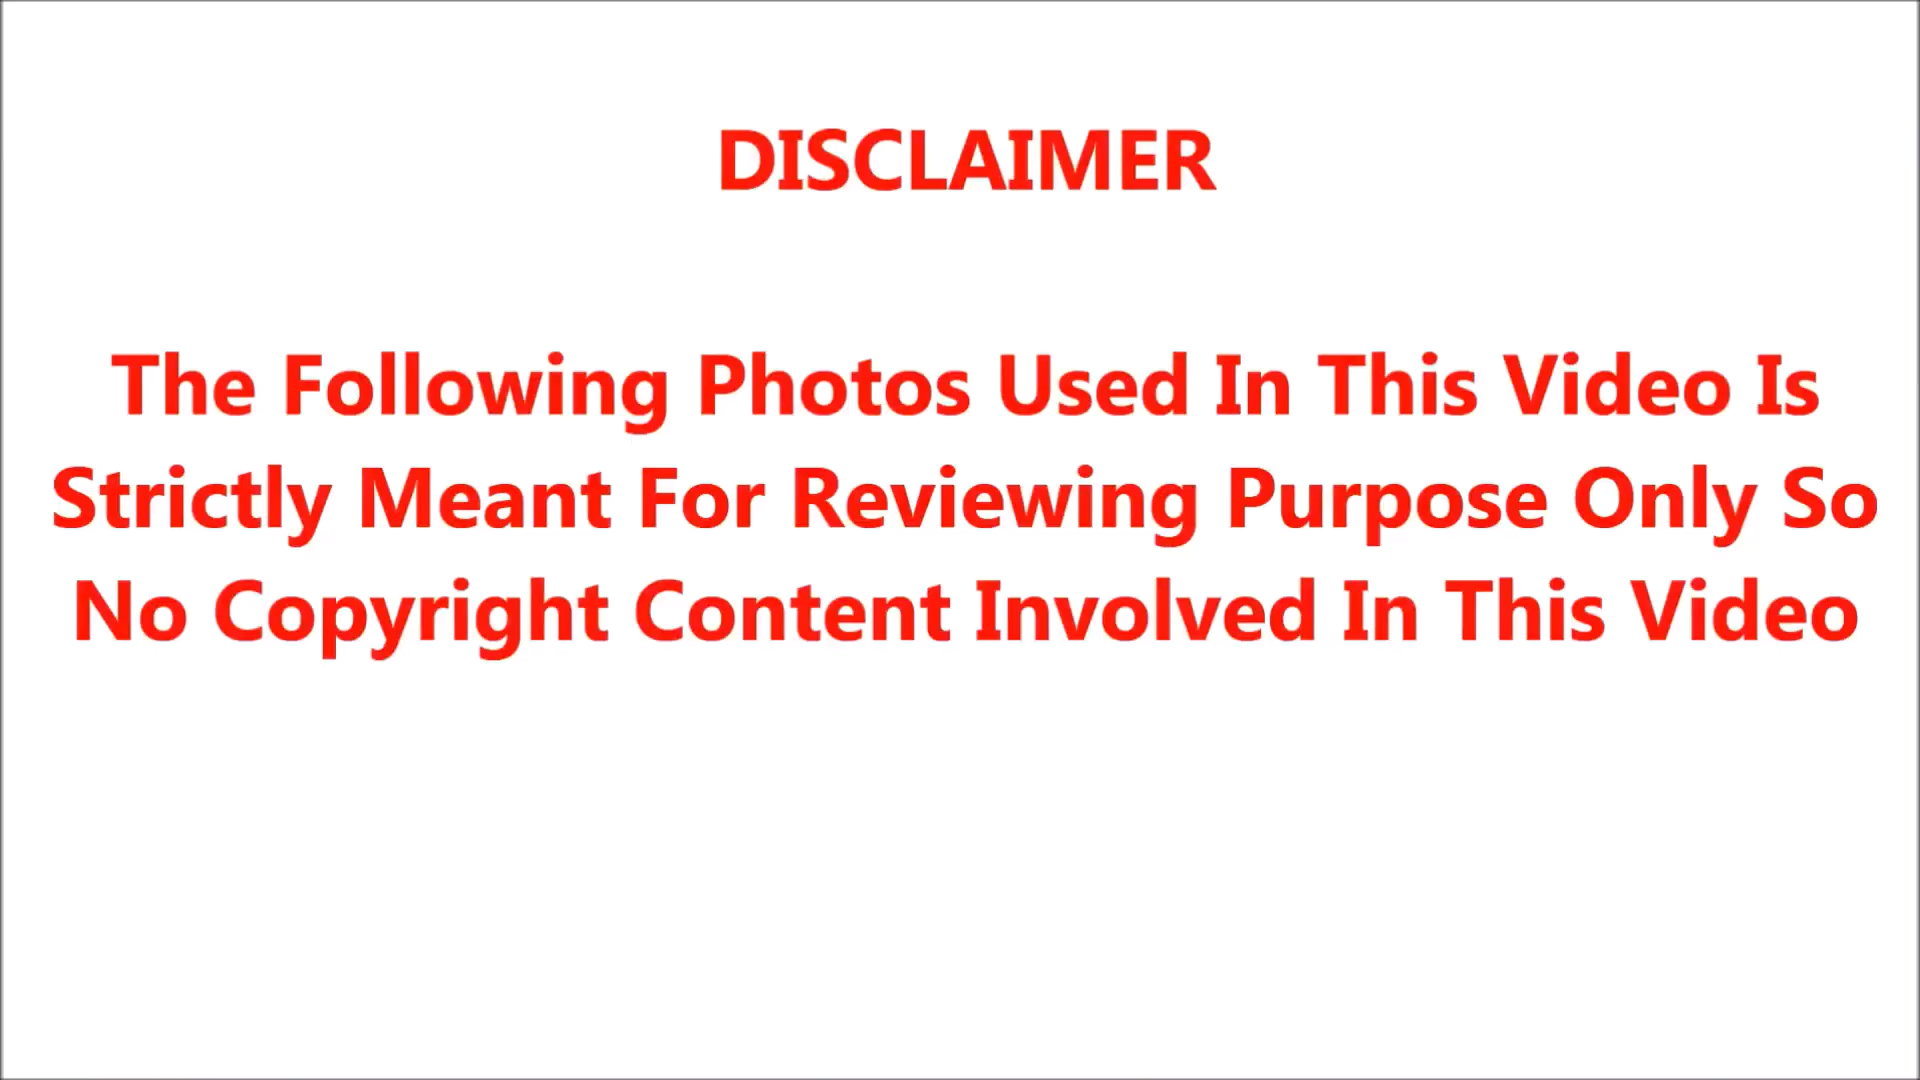 DISCLAIMER
The Following Photos Used In This Video Is
Strictly Meant For Reviewing Purpose Only So
No Copyright Content Involved In This Video